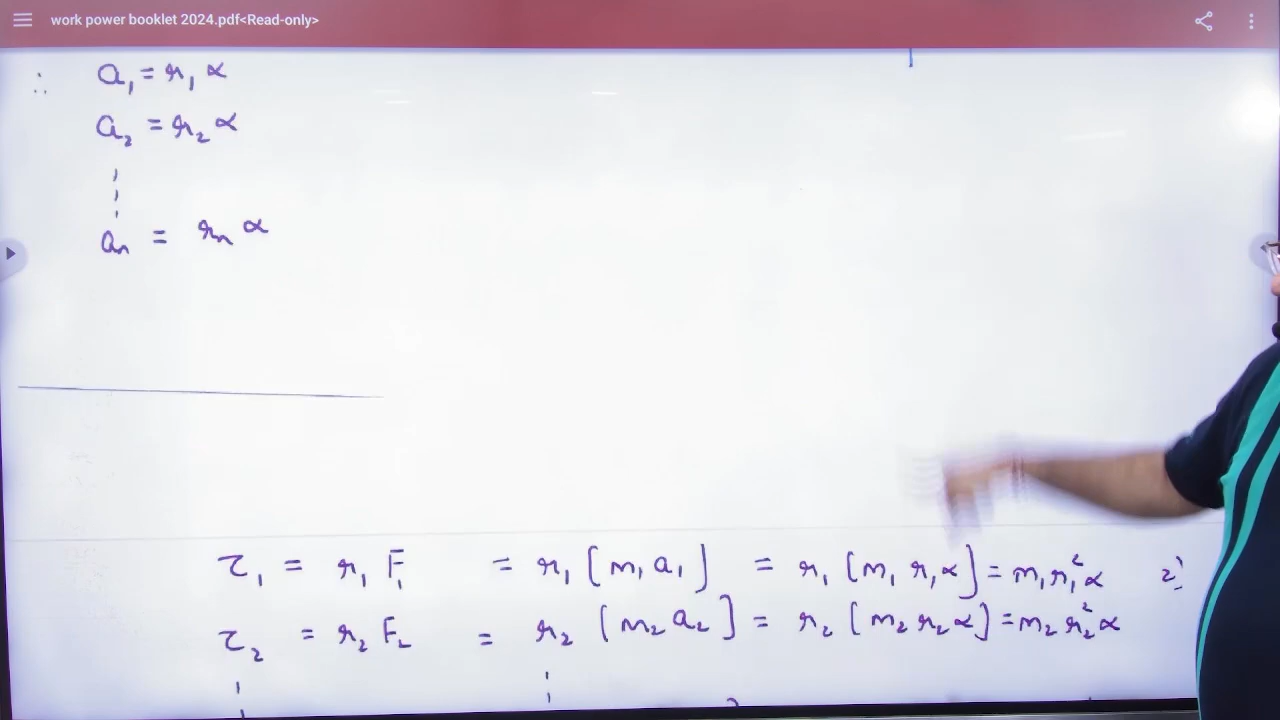 work power booklet 2024.pdf<Read-only>
∴ a₁ = r₁ α
a₂ = r₂ α
aₙ = rₙ α
τ₁ = r₁ F₁ = r₁ [m₁ a₁] = r₁ [m₁ r₁ α] = m₁ r₁² α
τ₂ = r₂ F₂ = r₂ [m₂ a₂] = r₂ [m₂ r₂ α] = m₂ r₂² α